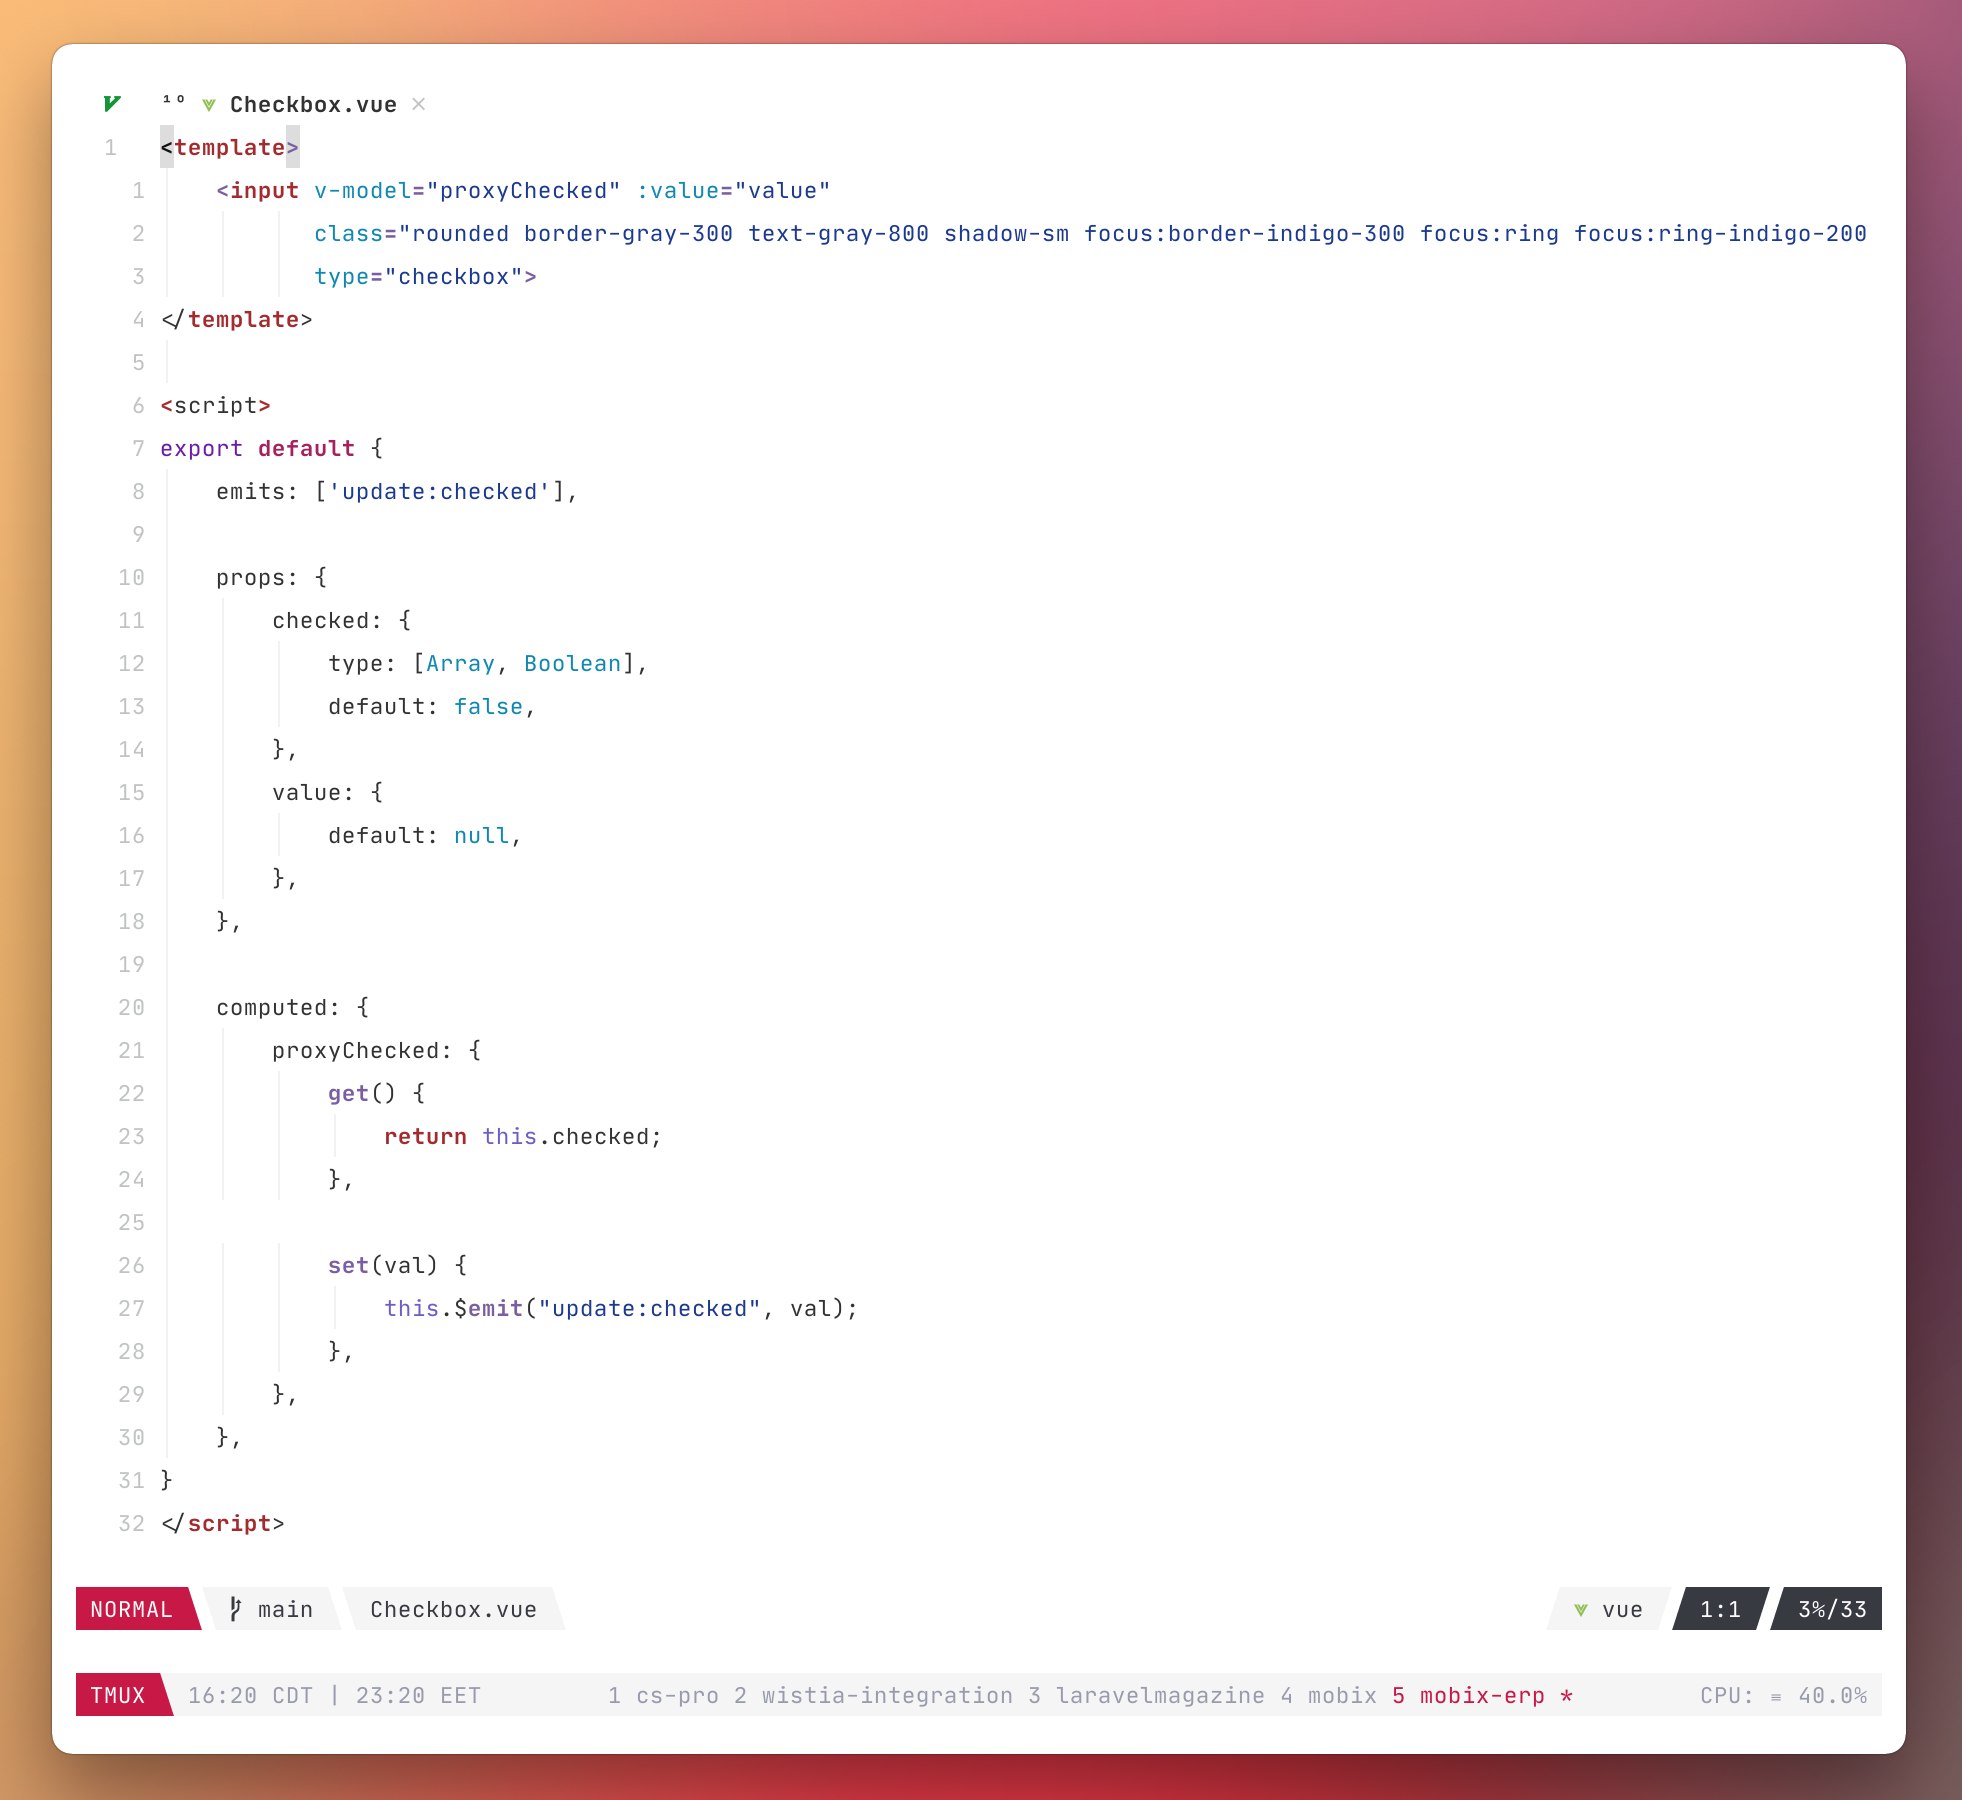 ¹⁰ Checkbox.vue ×
1 <template>
1 <input v-model="proxyChecked" :value="value"
2 class="rounded border-gray-300 text-gray-800 shadow-sm focus:border-indigo-300 focus:ring focus:ring-indigo-200
3 type="checkbox">
4 </template>
5
6 <script>
7 export default {
8 emits: ['update:checked'],
9
10 props: {
11 checked: {
12 type: [Array, Boolean],
13 default: false,
14 },
15 value: {
16 default: null,
17 },
18 },
19
20 computed: {
21 proxyChecked: {
22 get() {
23 return this.checked;
24 },
25
26 set(val) {
27 this.$emit("update:checked", val);
28 },
29 },
30 },
31 }
32 </script>
NORMAL main Checkbox.vue vue 1:1 3%/33
TMUX 16:20 CDT | 23:20 EET 1 cs-pro 2 wistia-integration 3 laravelmagazine 4 mobix 5 mobix-erp * CPU: = 40.0%